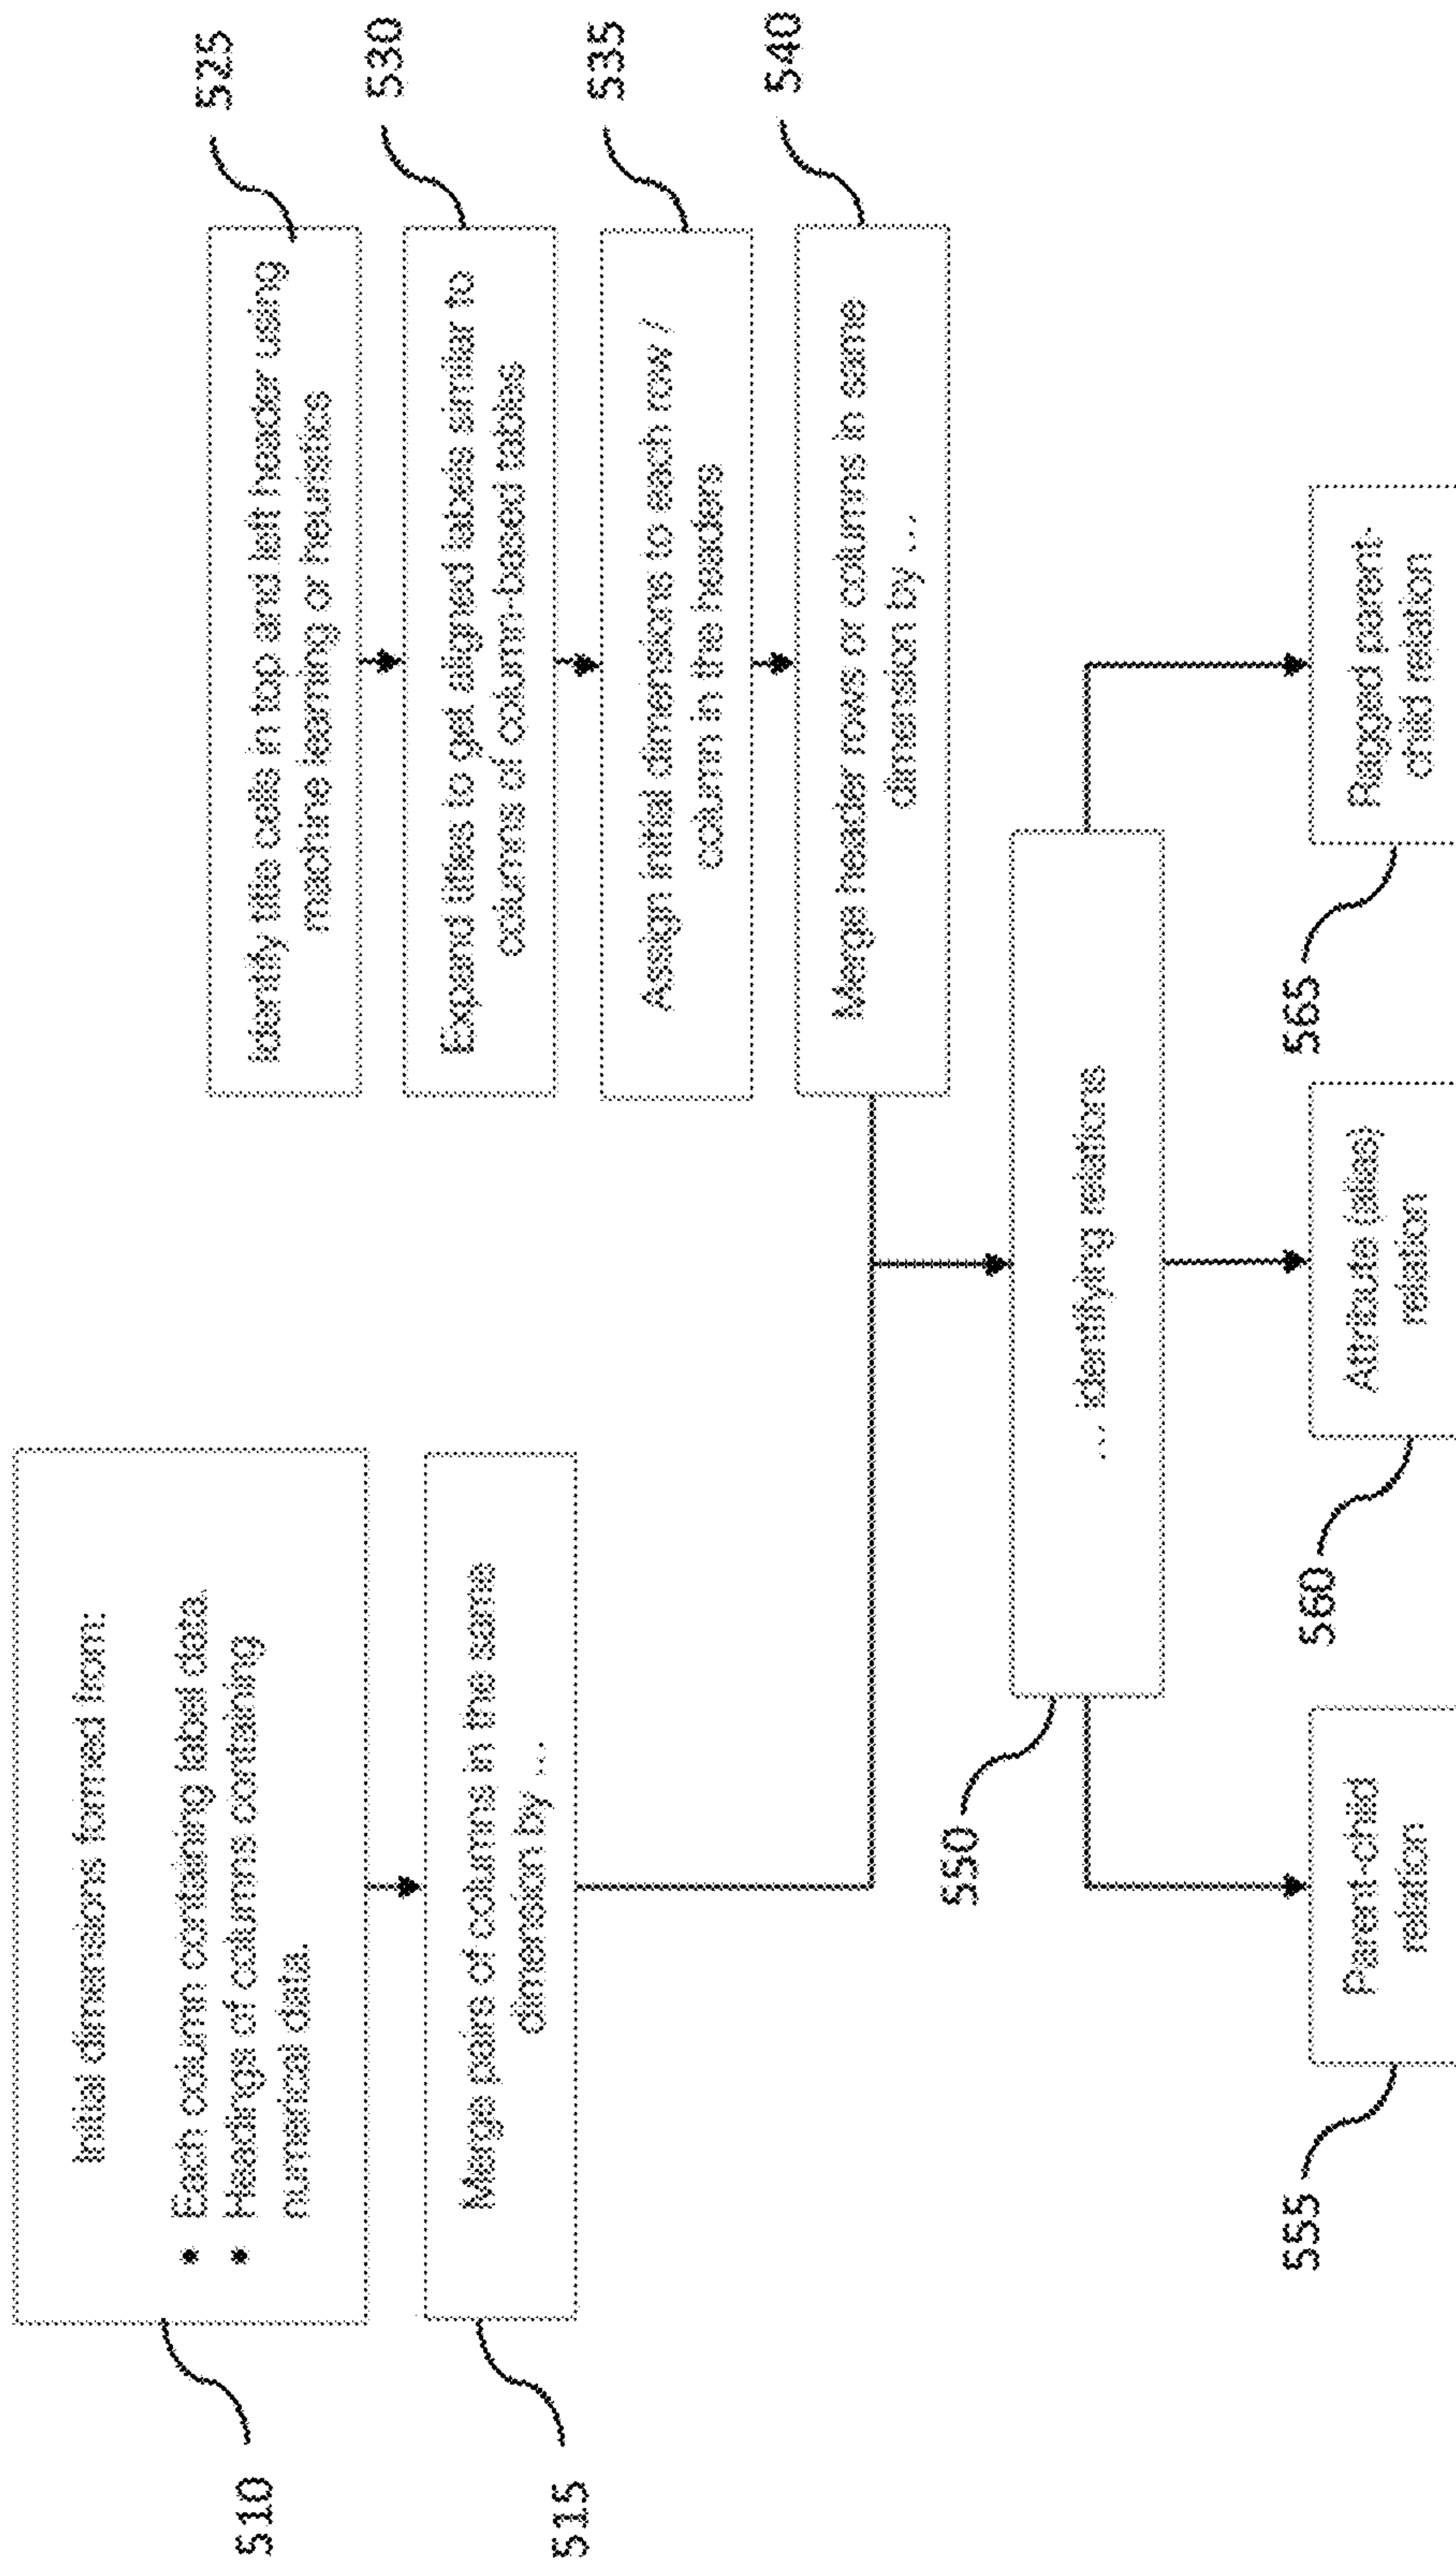 510
Initial dimensions formed from:
• Each column containing label data.
• Headings of columns containing
numerical data.
515
Merge pairs of columns in the same
dimension by ...
525
Identify title cells in top and left header using
machine learning or heuristics
530
Expand titles to get aligned labels similar to
columns of column-based tables
535
Assign initial dimensions to each row /
column in the headers
540
Merge header rows or columns in same
dimension by ...
550
... identifying relations
555
Parent-child
relation
560
Attribute (alias)
relation
565
Ragged parent-
child relation